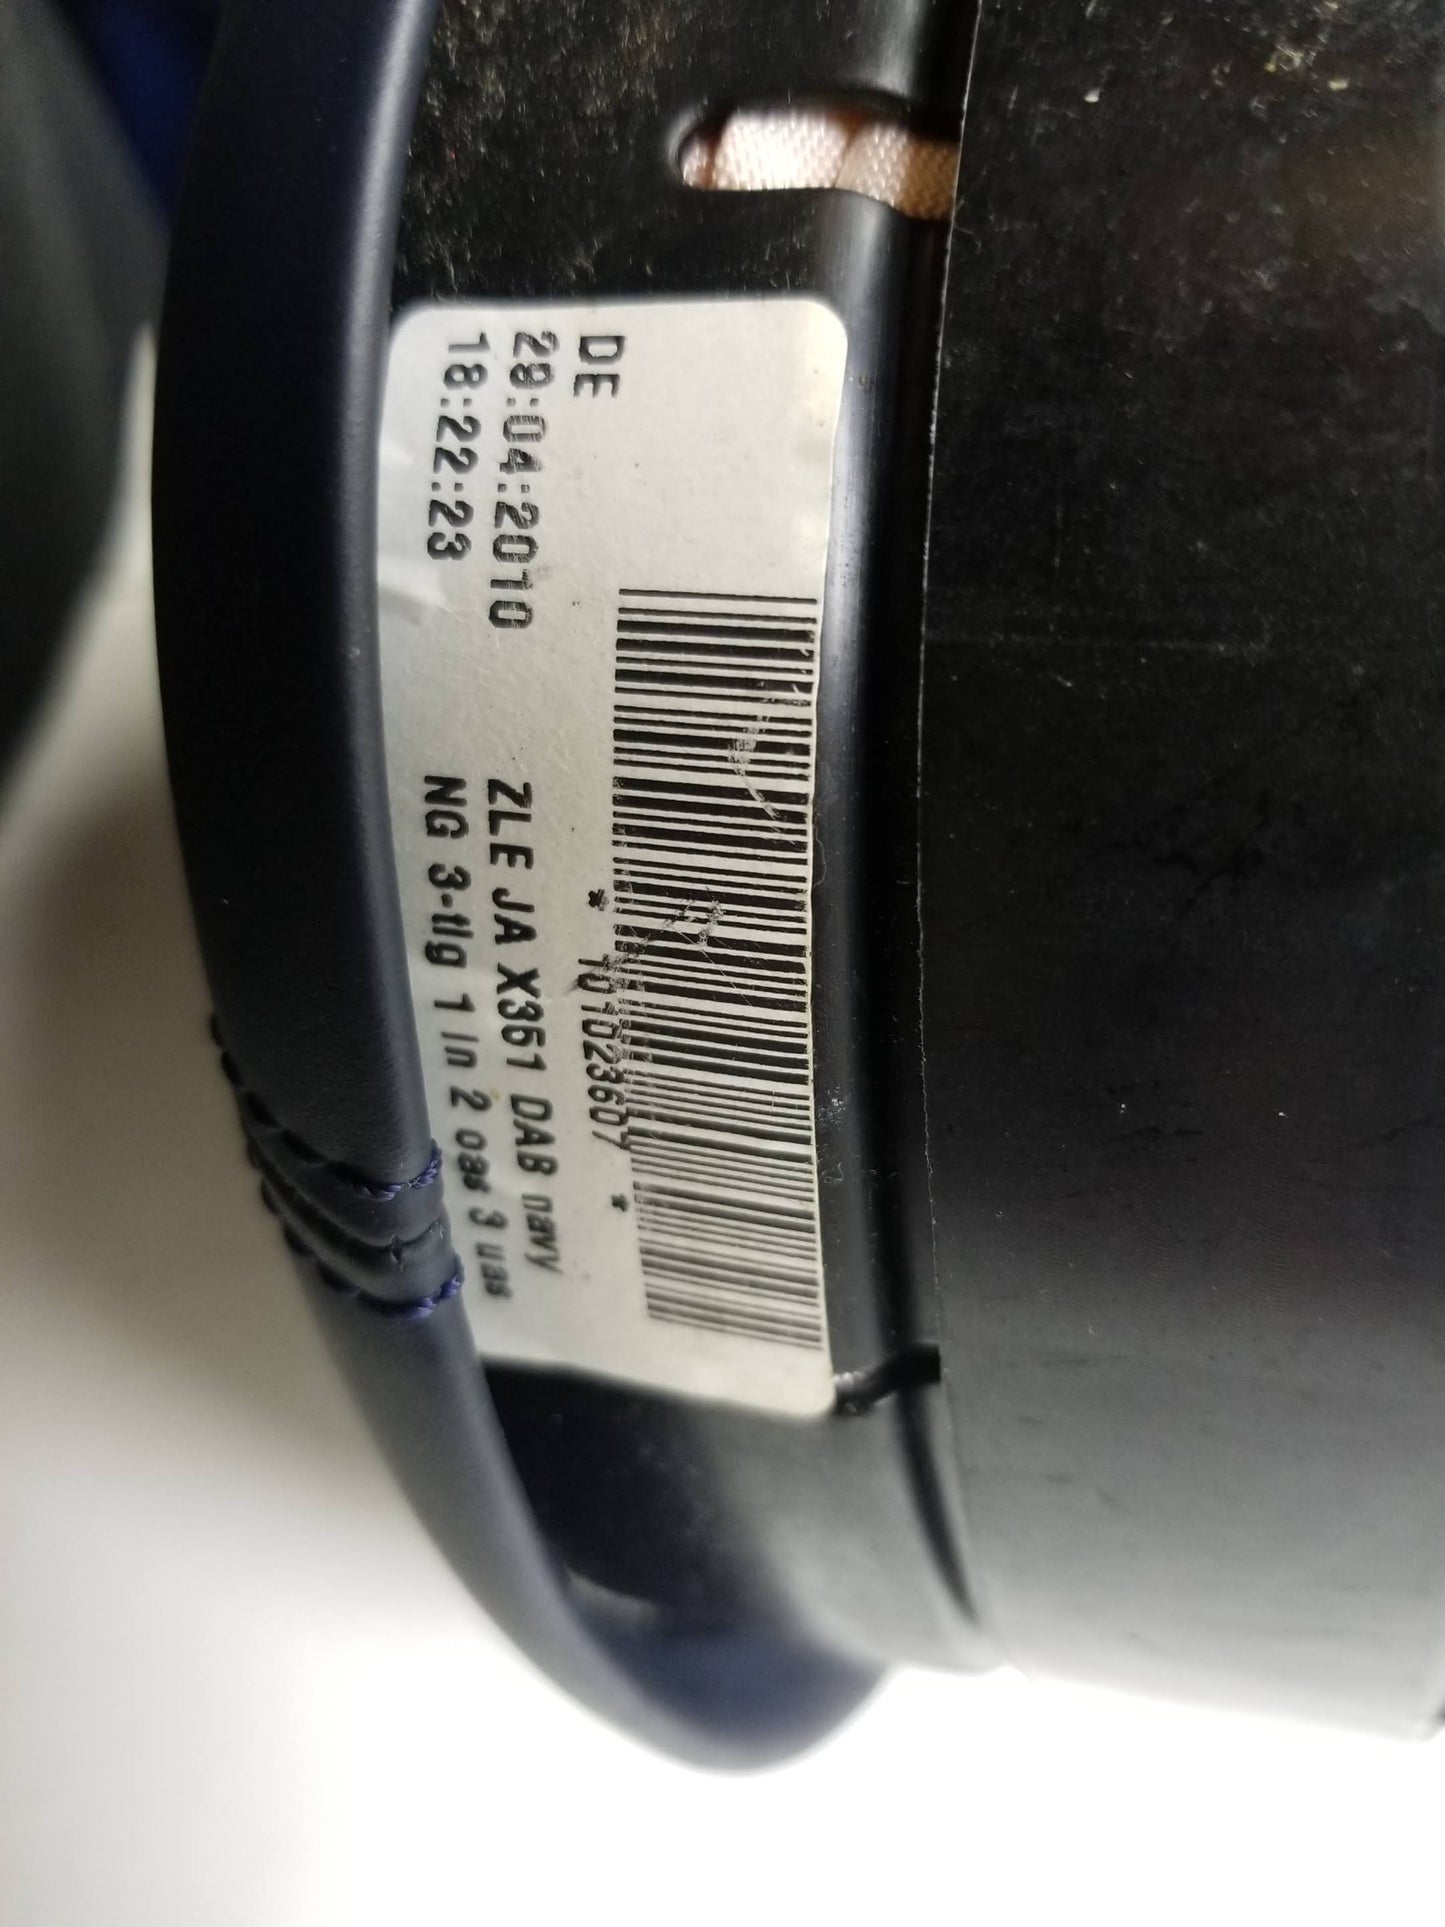 DE
28:04:2010
18:22:23
* 101023607 *
ZLE JA X351 DAB navy
NG 3-tlg 1 in 2 oas 3 uas